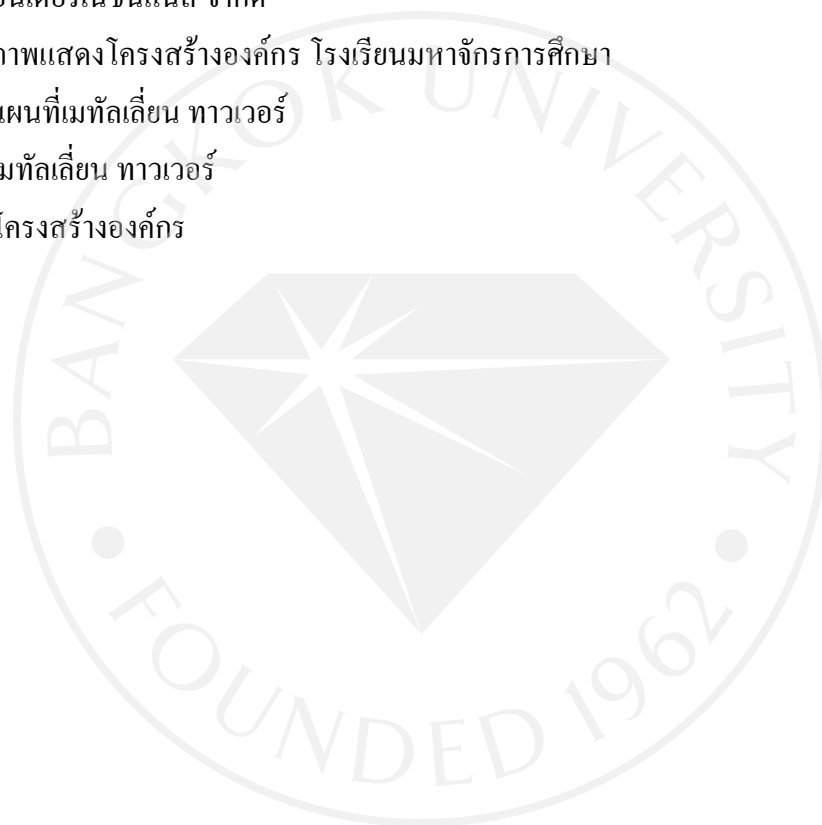 ภาพแสดงโครงสร้างองค์กร โรงเรียนมหาจักรการศึกษา
แผนที่เมทัลเลี่ยน ทาวเวอร์
เมทัลเลี่ยน ทาวเวอร์
โครงสร้างองค์กร
BANGKOK UNIVERSITY
FOUNDED 1962